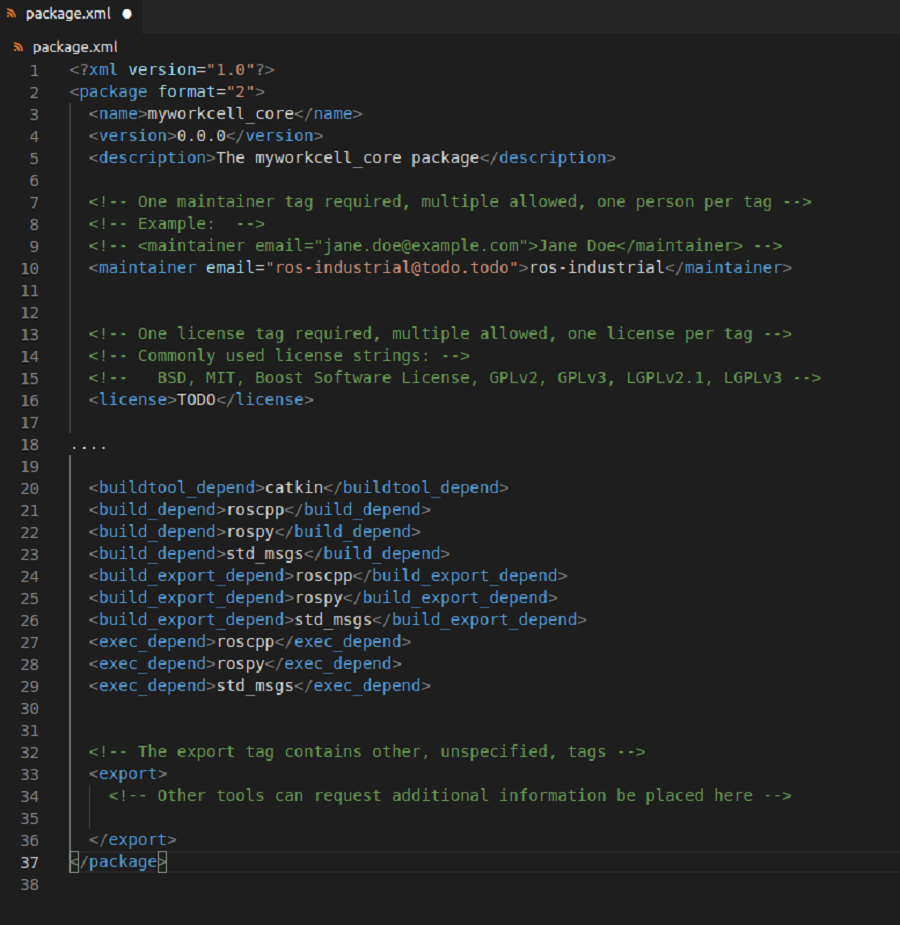 package.xml
package.xml
1 <?xml version="1.0"?>
2 <package format="2">
3   <name>myworkcell_core</name>
4   <version>0.0.0</version>
5   <description>The myworkcell_core package</description>
6
7   <!-- One maintainer tag required, multiple allowed, one person per tag -->
8   <!-- Example:  -->
9   <!-- <maintainer email="jane.doe@example.com">Jane Doe</maintainer> -->
10   <maintainer email="ros-industrial@todo.todo">ros-industrial</maintainer>
11
12
13   <!-- One license tag required, multiple allowed, one license per tag -->
14   <!-- Commonly used license strings: -->
15   <!--   BSD, MIT, Boost Software License, GPLv2, GPLv3, LGPLv2.1, LGPLv3 -->
16   <license>TODO</license>
17
18 ....
19
20   <buildtool_depend>catkin</buildtool_depend>
21   <build_depend>roscpp</build_depend>
22   <build_depend>rospy</build_depend>
23   <build_depend>std_msgs</build_depend>
24   <build_export_depend>roscpp</build_export_depend>
25   <build_export_depend>rospy</build_export_depend>
26   <build_export_depend>std_msgs</build_export_depend>
27   <exec_depend>roscpp</exec_depend>
28   <exec_depend>rospy</exec_depend>
29   <exec_depend>std_msgs</exec_depend>
30
31
32   <!-- The export tag contains other, unspecified, tags -->
33   <export>
34     <!-- Other tools can request additional information be placed here -->
35
36   </export>
37 </package>
38